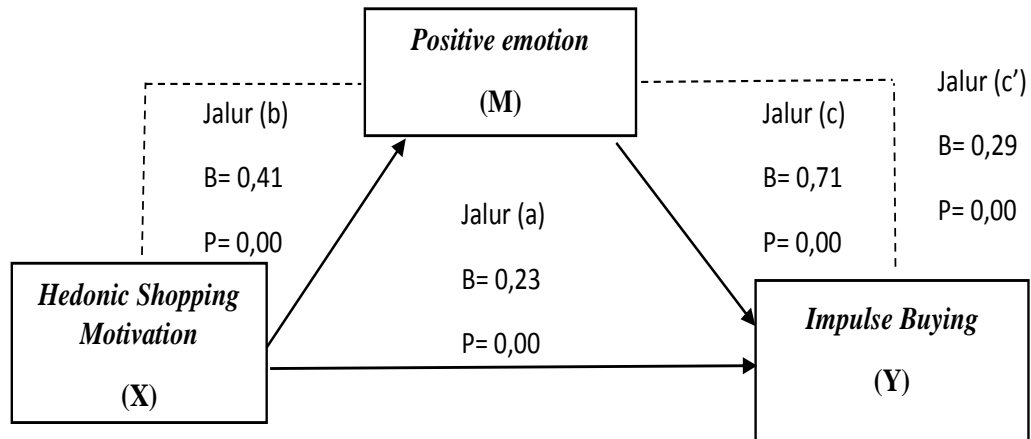 Positive emotion
(M)
Jalur (b)
B= 0,41
P= 0,00
Jalur (a)
B= 0,23
P= 0,00
Jalur (c)
B= 0,71
P= 0,00
Jalur (c’)
B= 0,29
P= 0,00
Hedonic Shopping
Motivation
(X)
Impulse Buying
(Y)